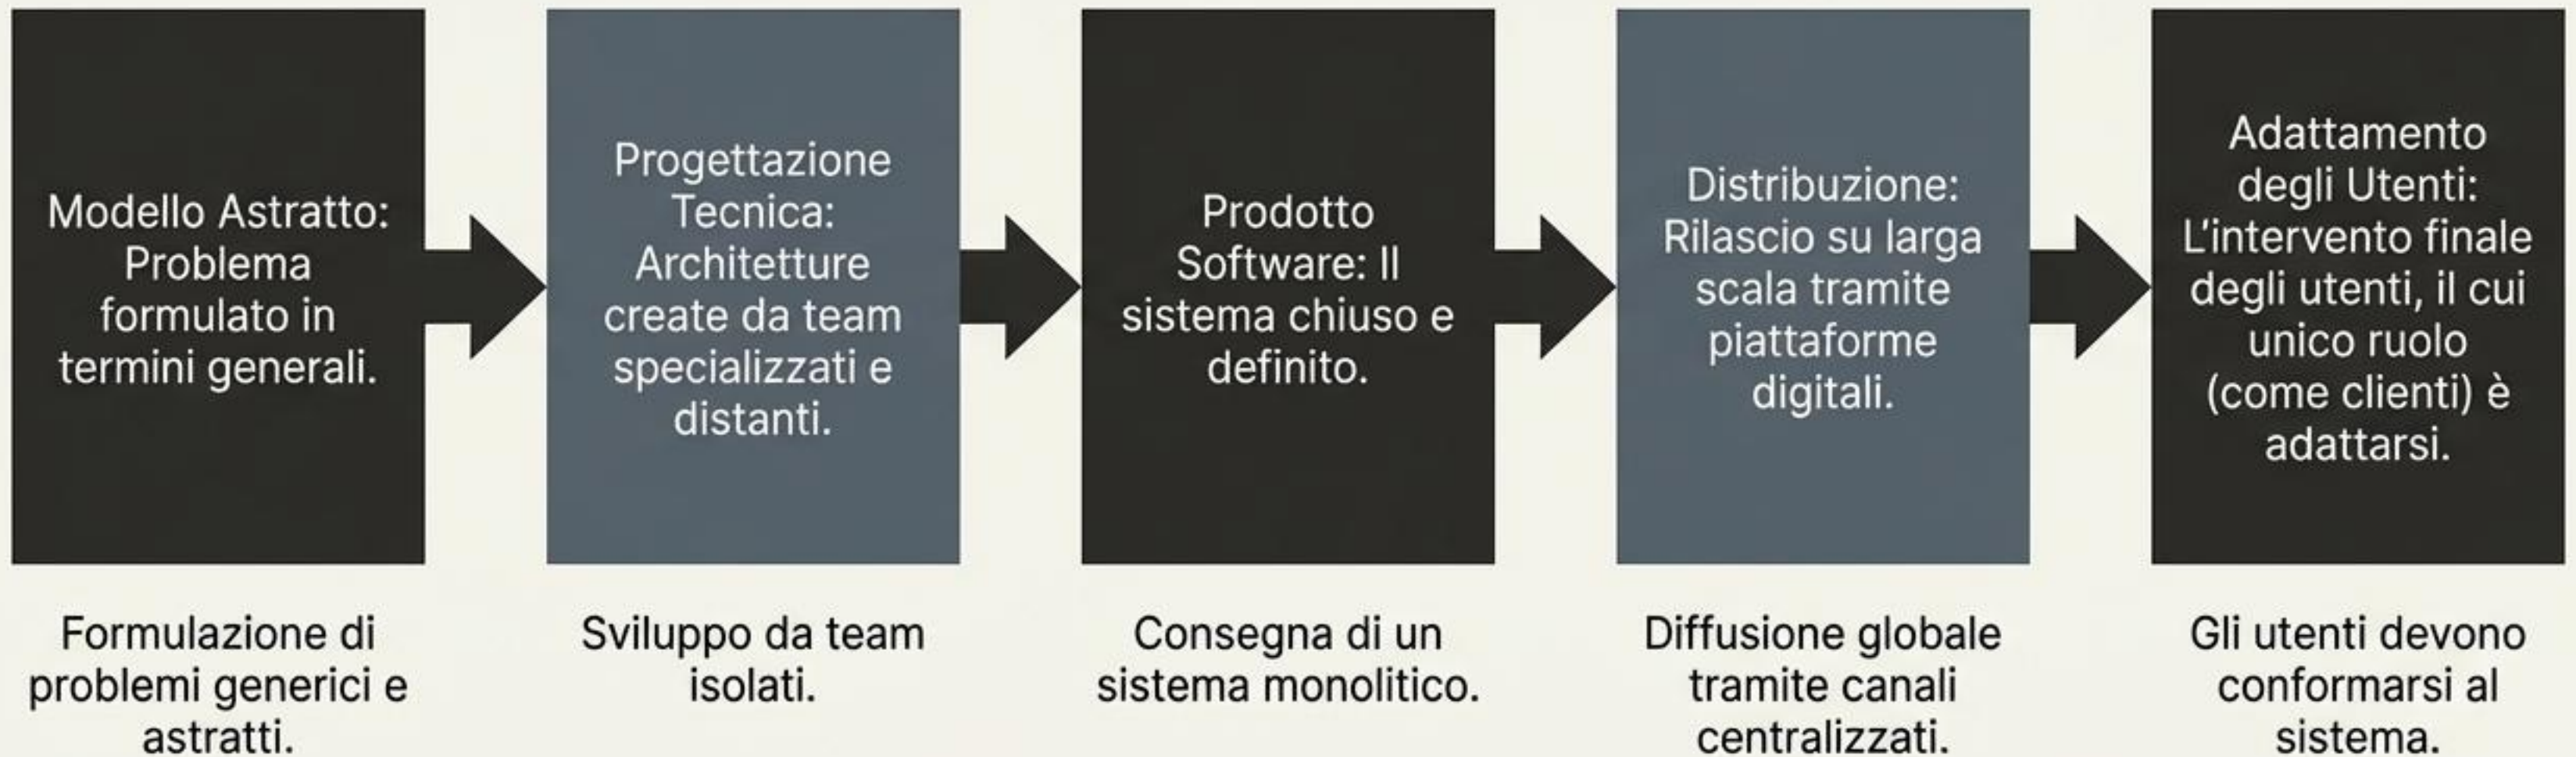 Modello Astratto:
Problema
formulato in
termini generali.
Progettazione
Tecnica:
Architetture
create da team
specializzati e
distanti.
Prodotto
Software: Il
sistema chiuso e
definito.
Distribuzione:
Rilascio su larga
scala tramite
piattaforme
digitali.
Adattamento
degli Utenti:
L'intervento finale
degli utenti, il cui
unico ruolo
(come clienti) è
adattarsi.
Formulazione di
problemi generici e
astratti.
Sviluppo da team
isolati.
Consegna di un
sistema monolitico.
Diffusione globale
tramite canali
centralizzati.
Gli utenti devono
conformarsi al
sistema.